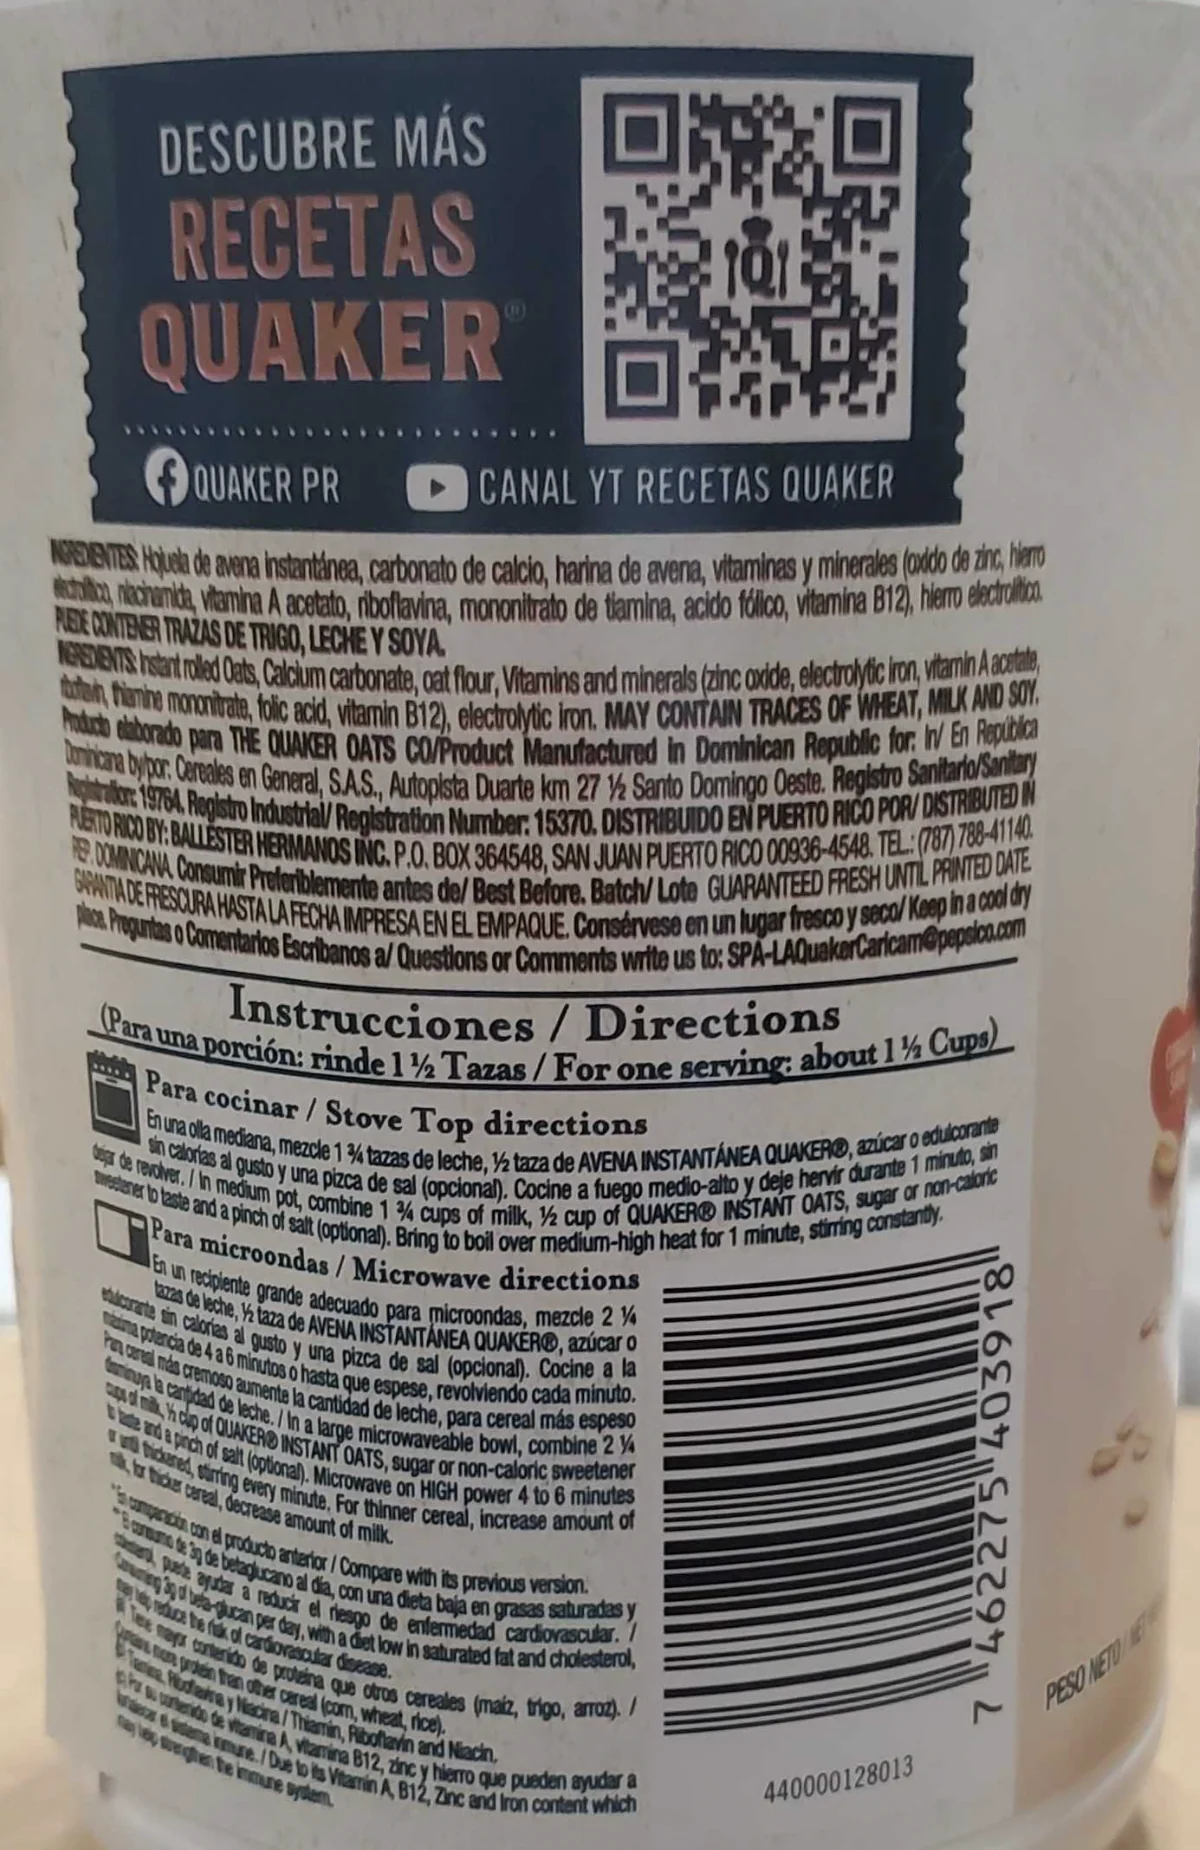 DESCUBRE MÁS
RECETAS
QUAKER®
QUAKER PR CANAL YT RECETAS QUAKER
INGREDIENTES: Hojuela de avena instantánea, carbonato de calcio, harina de avena, vitaminas y minerales (oxido de zinc, hierro
electrolítico, niacinamida, vitamina A acetato, riboflavina, mononitrato de tiamina, acido fólico, vitamina B12), hierro electrolítico.
PUEDE CONTENER TRAZAS DE TRIGO, LECHE Y SOYA.
INGREDIENTS: Instant rolled Oats, Calcium carbonate, oat flour, Vitamins and minerals (zinc oxide, electrolytic iron, vitamin A acetate,
riboflavin, thiamine mononitrate, folic acid, vitamin B12), electrolytic iron. MAY CONTAIN TRACES OF WHEAT, MILK AND SOY.
Producto elaborado para THE QUAKER OATS CO/Product Manufactured in Dominican Republic for: In/ En República
Dominicana by/por: Cereales en General, S.A.S., Autopista Duarte km 27 ½ Santo Domingo Oeste. Registro Sanitario/Sanitary
Registration: 19764. Registro Industrial/ Registration Number: 15370. DISTRIBUIDO EN PUERTO RICO POR/ DISTRIBUTED IN
PUERTO RICO BY: BALLESTER HERMANOS INC. P.O. BOX 364548, SAN JUAN PUERTO RICO 00936-4548. TEL.: (787) 788-41140.
REP. DOMINICANA. Consumir Preferiblemente antes de/ Best Before. Batch/ Lote GUARANTEED FRESH UNTIL PRINTED DATE
GARANTIA DE FRESCURA HASTA LA FECHA IMPRESA EN EL EMPAQUE. Consérvese en un lugar fresco y seco/ Keep in a cool dry
place. Preguntas o Comentarios Escríbanos a/ Questions or Comments write us to: SPA-LAQuakerCaricam@pepsico.com
Instrucciones / Directions
(Para una porción: rinde 1 ½ Tazas / For one serving: about 1 ½ Cups)
Para cocinar / Stove Top directions
En una olla mediana, mezcle 1 ¾ tazas de leche, ½ taza de AVENA INSTANTÁNEA QUAKER®, azúcar o edulcorante
sin calorías al gusto y una pizca de sal (opcional). Cocine a fuego medio-alto y deje hervir durante 1 minuto, sin
dejar de revolver. / In medium pot, combine 1 ¾ cups of milk, ½ cup of QUAKER® INSTANT OATS, sugar or non-caloric
sweetener to taste and a pinch of salt (optional). Bring to boil over medium-high heat for 1 minute, stirring constantly.
Para microondas / Microwave directions
En un recipiente grande adecuado para microondas, mezcle 2 ¼
tazas de leche, ½ taza de AVENA INSTANTÁNEA QUAKER®, azúcar o
edulcorante sin calorías al gusto y una pizca de sal (opcional). Cocine a la
máxima potencia de 4 a 6 minutos o hasta que espese, revolviendo cada minuto.
Para cereal más cremoso aumente la cantidad de leche, para cereal más espeso
disminuya la cantidad de leche. / In a large microwaveable bowl, combine 2 ¼
cups of milk, ½ cup of QUAKER® INSTANT OATS, sugar or non-caloric sweetener
to taste and a pinch of salt (optional). Microwave on HIGH power 4 to 6 minutes
or until thickened, stirring every minute. For thinner cereal, increase amount of
milk, for thicker cereal, decrease amount of milk.
*En comparación con el producto anterior / Compare with its previous version.
**El consumo de 3g de betaglucano al día, con una dieta baja en grasas saturadas y
colesterol, puede ayudar a reducir el riesgo de enfermedad cardiovascular. /
Consuming 3g of beta-glucan per day, with a diet low in saturated fat and cholesterol,
may help reduce the risk of cardiovascular disease.
Tiene mayor contenido de proteína que otros cereales (maíz, trigo, arroz). /
Contains more protein than other cereal (corn, wheat, rice).
Tiamina, Riboflavina y Niacina / Thiamin, Riboflavin and Niacin.
Por su contenido de vitamina A, vitamina B12, zinc y hierro que pueden ayudar a
fortalecer el sistema inmune. / Due to its Vitamin A, B12, Zinc and Iron content which
may help strengthen the immune system.
7 462275 403918
440000128013
PESO NETO / NET